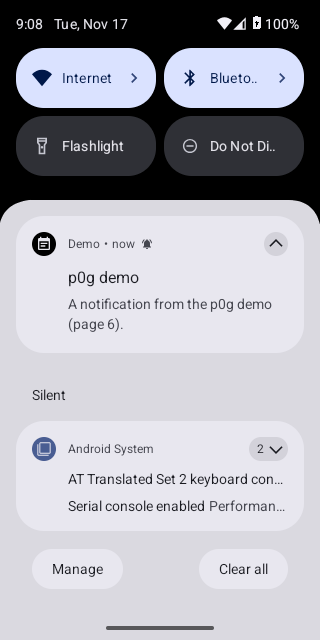 9:08 Tue, Nov 17 100%
Internet Blueto..
Flashlight Do Not Di..
Demo • now
p0g demo
A notification from the p0g demo
(page 6).
Silent
Android System 2
AT Translated Set 2 keyboard con...
Serial console enabled Performan...
Manage Clear all